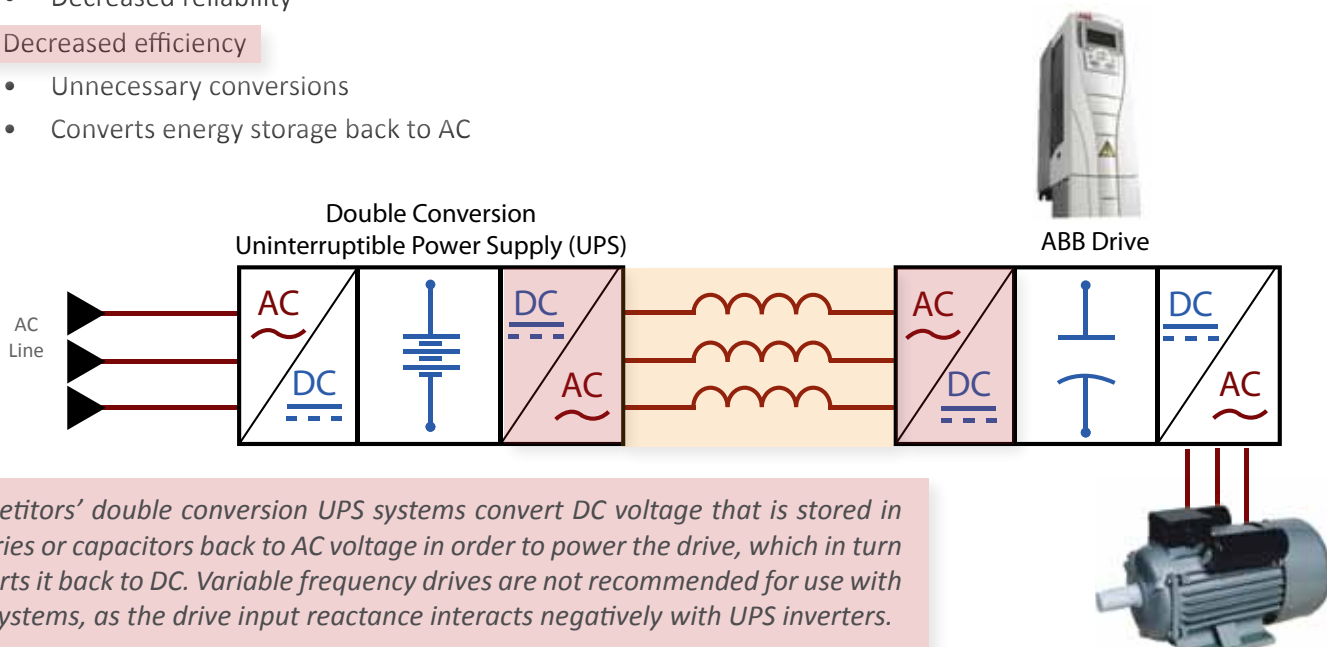 • Decreased reliability
Decreased efficiency
• Unnecessary conversions
• Converts energy storage back to AC
Double Conversion
Uninterruptible Power Supply (UPS)
ABB Drive
AC
Line
AC
DC
DC
AC
AC
DC
DC
AC
etitors’ double conversion UPS systems convert DC voltage that is stored in
ries or capacitors back to AC voltage in order to power the drive, which in turn
rts it back to DC. Variable frequency drives are not recommended for use with
ystems, as the drive input reactance interacts negatively with UPS inverters.